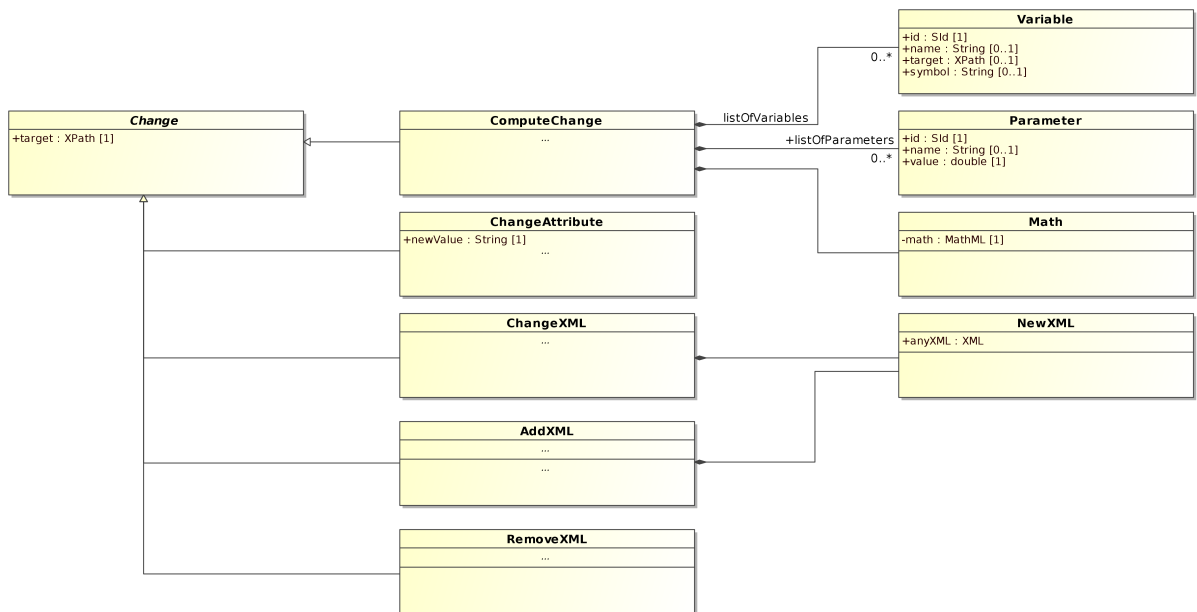 Variable
+id : SId [1]
+name : String [0..1]
+target : XPath [0..1]
+symbol : String [0..1]
0..*
Change
+target : XPath [1]
ComputeChange
...
listOfVariables
+listOfParameters
0..*
Parameter
+id : SId [1]
+name : String [0..1]
+value : double [1]
ChangeAttribute
+newValue : String [1]
...
Math
-math : MathML [1]
ChangeXML
...
NewXML
+anyXML : XML
AddXML
...
...
RemoveXML
...